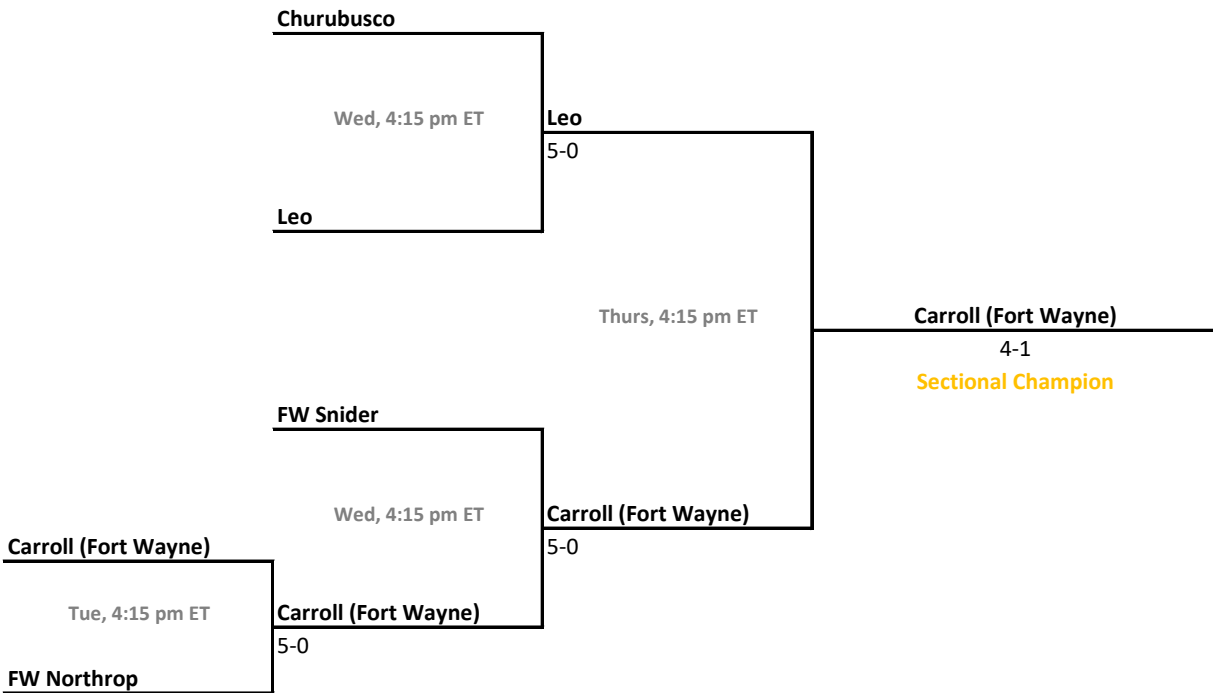 Churubusco
Wed, 4:15 pm ET
Leo
5-0
Leo
Thurs, 4:15 pm ET
Carroll (Fort Wayne)
4-1
Sectional Champion
FW Snider
Wed, 4:15 pm ET
Carroll (Fort Wayne)
5-0
Carroll (Fort Wayne)
Tue, 4:15 pm ET
Carroll (Fort Wayne)
5-0
FW Northrop